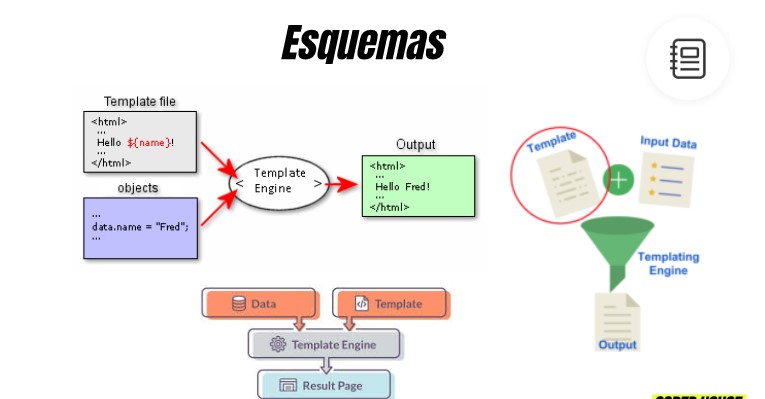 Esquemas
Template file
<html>
...
Hello ${name}!
...
</html>
objects
...
data.name = "Fred";
...
< Template >
Engine
Output
<html>
...
Hello Fred!
...
</html>
Data
Template
Template Engine
Result Page
Template
Input Data
Templating
Engine
Output